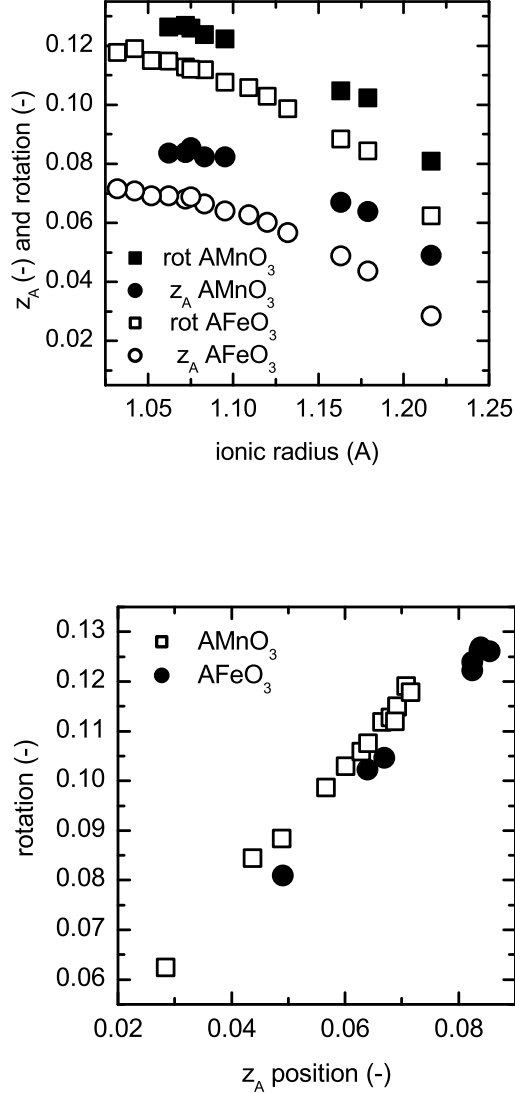 0.12
0.10
0.08
0.06
0.04
0.02
z_A (-) and rotation (-)
rot AMnO₃
z_A AMnO₃
rot AFeO₃
z_A AFeO₃
1.05 1.10 1.15 1.20 1.25
ionic radius (A)
0.13
0.12
0.11
0.10
0.09
0.08
0.07
0.06
rotation (-)
AMnO₃
AFeO₃
0.02 0.04 0.06 0.08
z_A position (-)